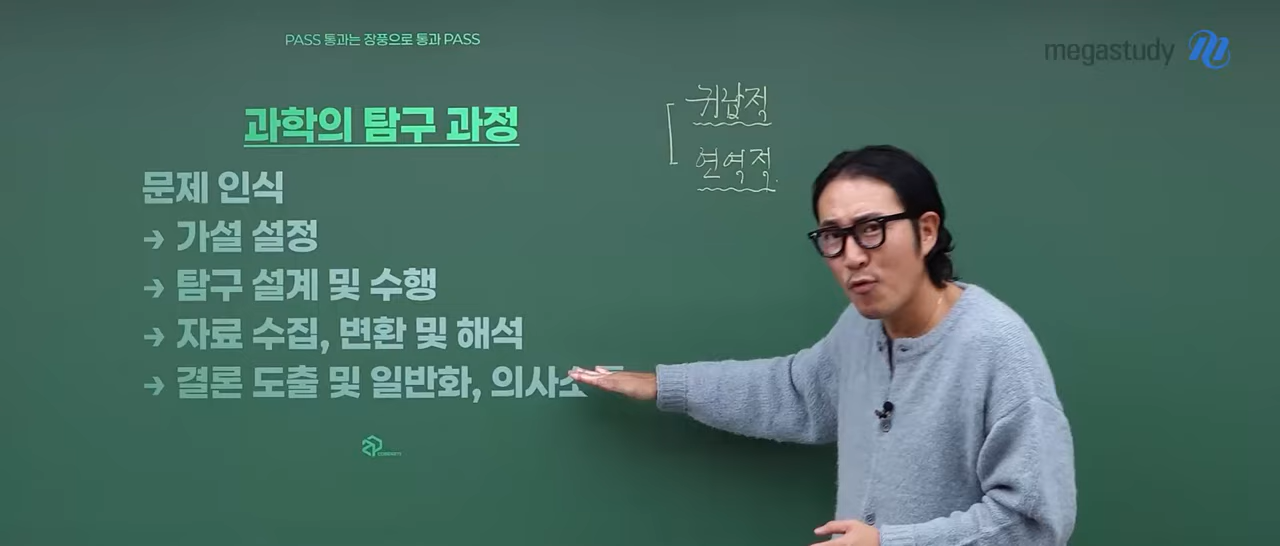 PASS 통과는 장풍으로 통과 PASS
megastudy
과학의 탐구 과정
귀납적
연역적
문제 인식
→ 가설 설정
→ 탐구 설계 및 수행
→ 자료 수집, 변환 및 해석
→ 결론 도출 및 일반화,